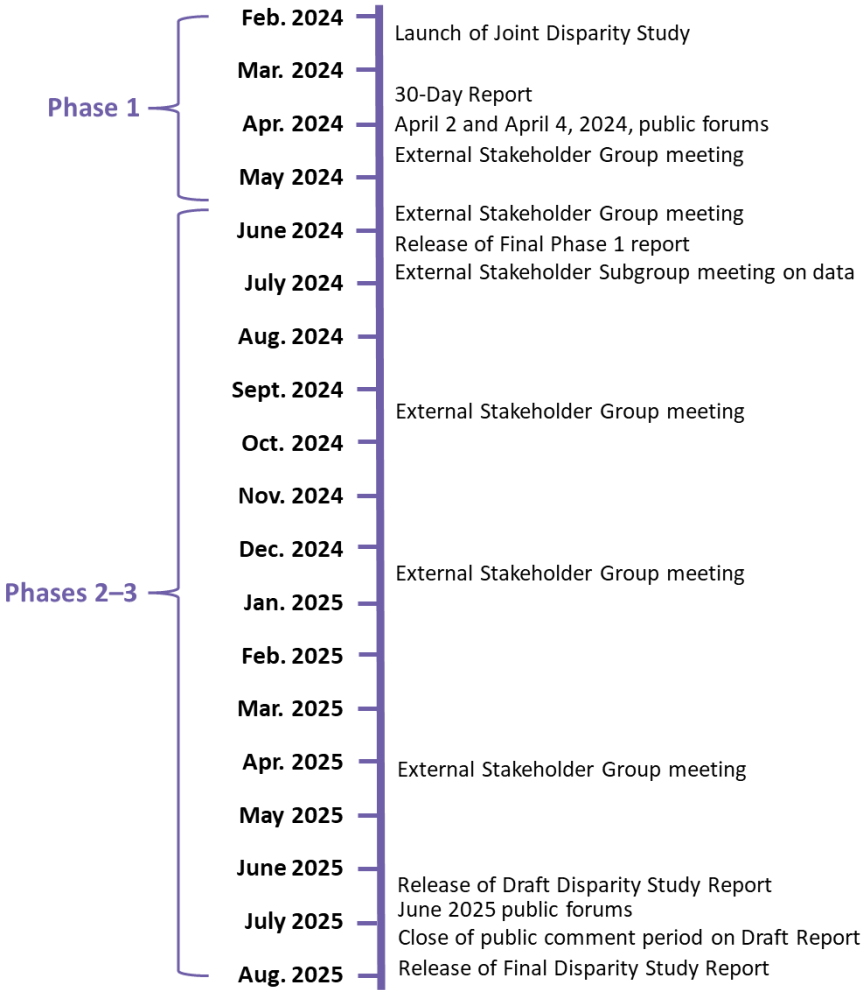 Feb. 2024
Launch of Joint Disparity Study
Mar. 2024
30-Day Report
Phase 1
Apr. 2024
April 2 and April 4, 2024, public forums
External Stakeholder Group meeting
May 2024
External Stakeholder Group meeting
June 2024
Release of Final Phase 1 report
External Stakeholder Subgroup meeting on data
July 2024
Aug. 2024
Sept. 2024
External Stakeholder Group meeting
Oct. 2024
Nov. 2024
Dec. 2024
External Stakeholder Group meeting
Phases 2–3
Jan. 2025
Feb. 2025
Mar. 2025
Apr. 2025
External Stakeholder Group meeting
May 2025
June 2025
Release of Draft Disparity Study Report
June 2025 public forums
July 2025
Close of public comment period on Draft Report
Release of Final Disparity Study Report
Aug. 2025